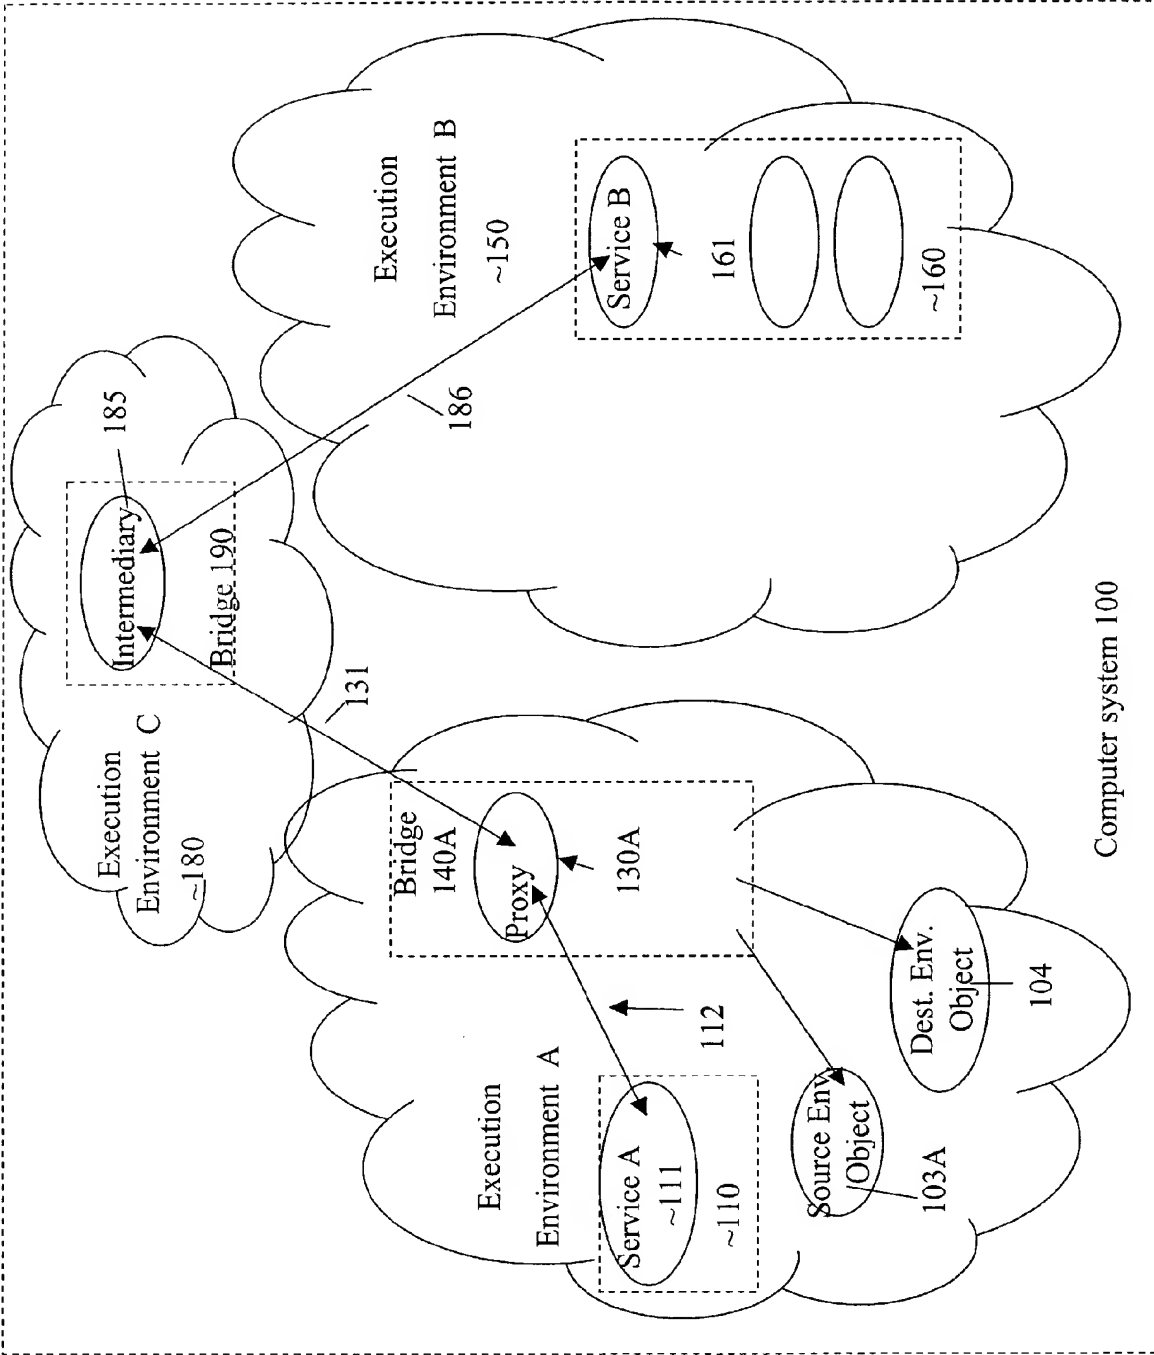 Execution
Environment C
~180
Intermediary
185
Bridge 190
131
186
Execution
Environment B
~150
Service B
161
~160
Execution
Environment A
Bridge
140A
Proxy
130A
112
Service A
~111
~110
Source Env
Object
103A
Dest. Env.
Object
104
Computer system 100